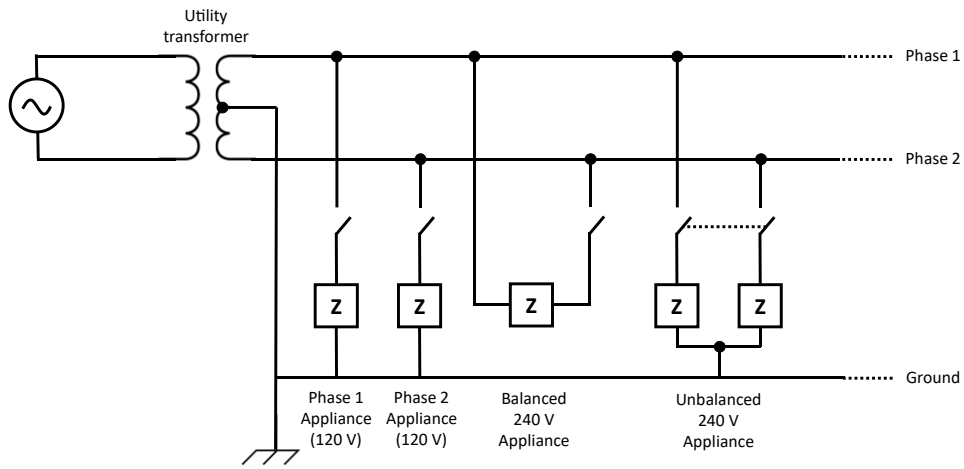 Utility
transformer
Phase 1
Phase 2
Z
Z
Z
Z
Z
Ground
Phase 1
Appliance
(120 V)
Phase 2
Appliance
(120 V)
Balanced
240 V
Appliance
Unbalanced
240 V
Appliance